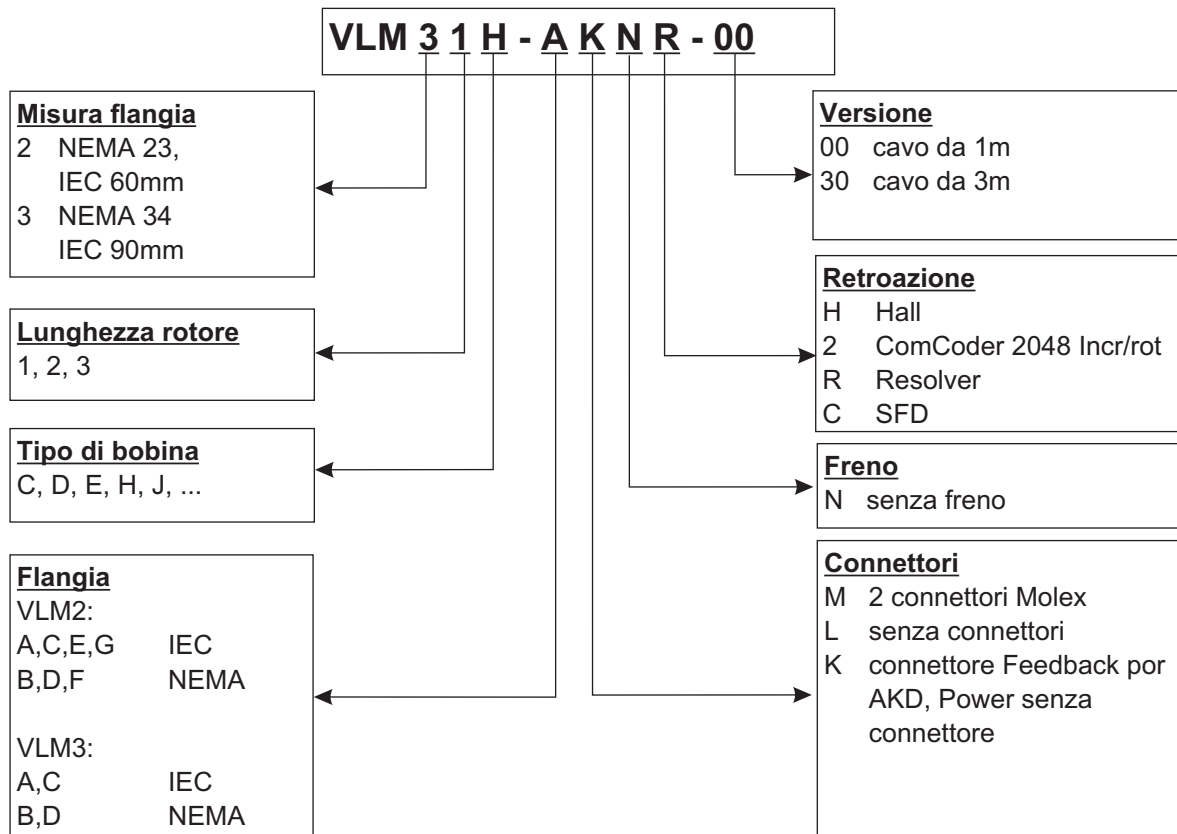 VLM 3 1 H - A K N R - 00
Misura flangia
2 NEMA 23,
IEC 60mm
3 NEMA 34
IEC 90mm
Lunghezza rotore
1, 2, 3
Tipo di bobina
C, D, E, H, J, ...
Flangia
VLM2:
A,C,E,G IEC
B,D,F NEMA
VLM3:
A,C IEC
B,D NEMA
Versione
00 cavo da 1m
30 cavo da 3m
Retroazione
H Hall
2 ComCoder 2048 Incr/rot
R Resolver
C SFD
Freno
N senza freno
Connettori
M 2 connettori Molex
L senza connettori
K connettore Feedback por
AKD, Power senza
connettore